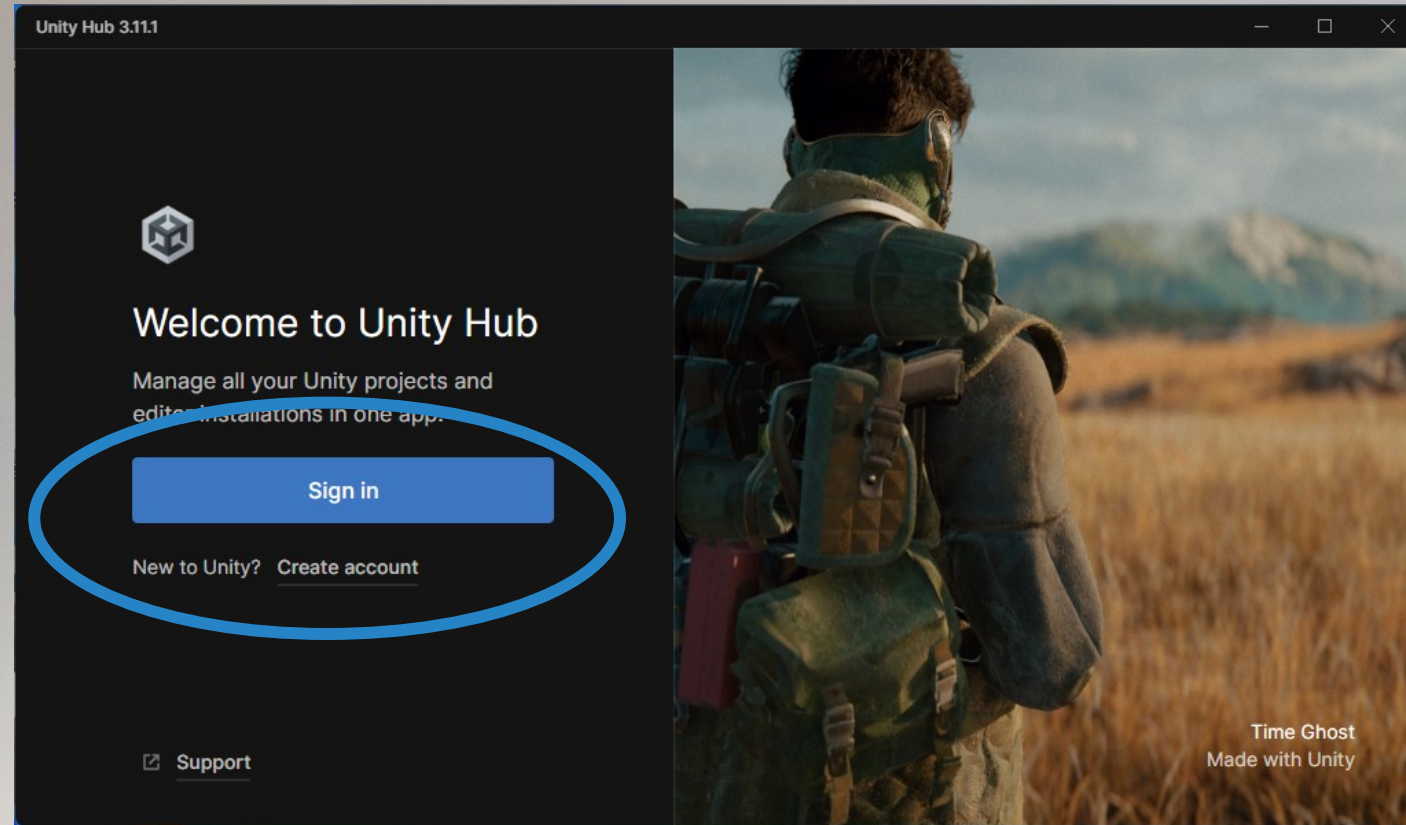 Unity Hub 3.11.1
Welcome to Unity Hub
Manage all your Unity projects and
editor installations in one app.
Sign in
New to Unity? Create account
Support
Time Ghost
Made with Unity